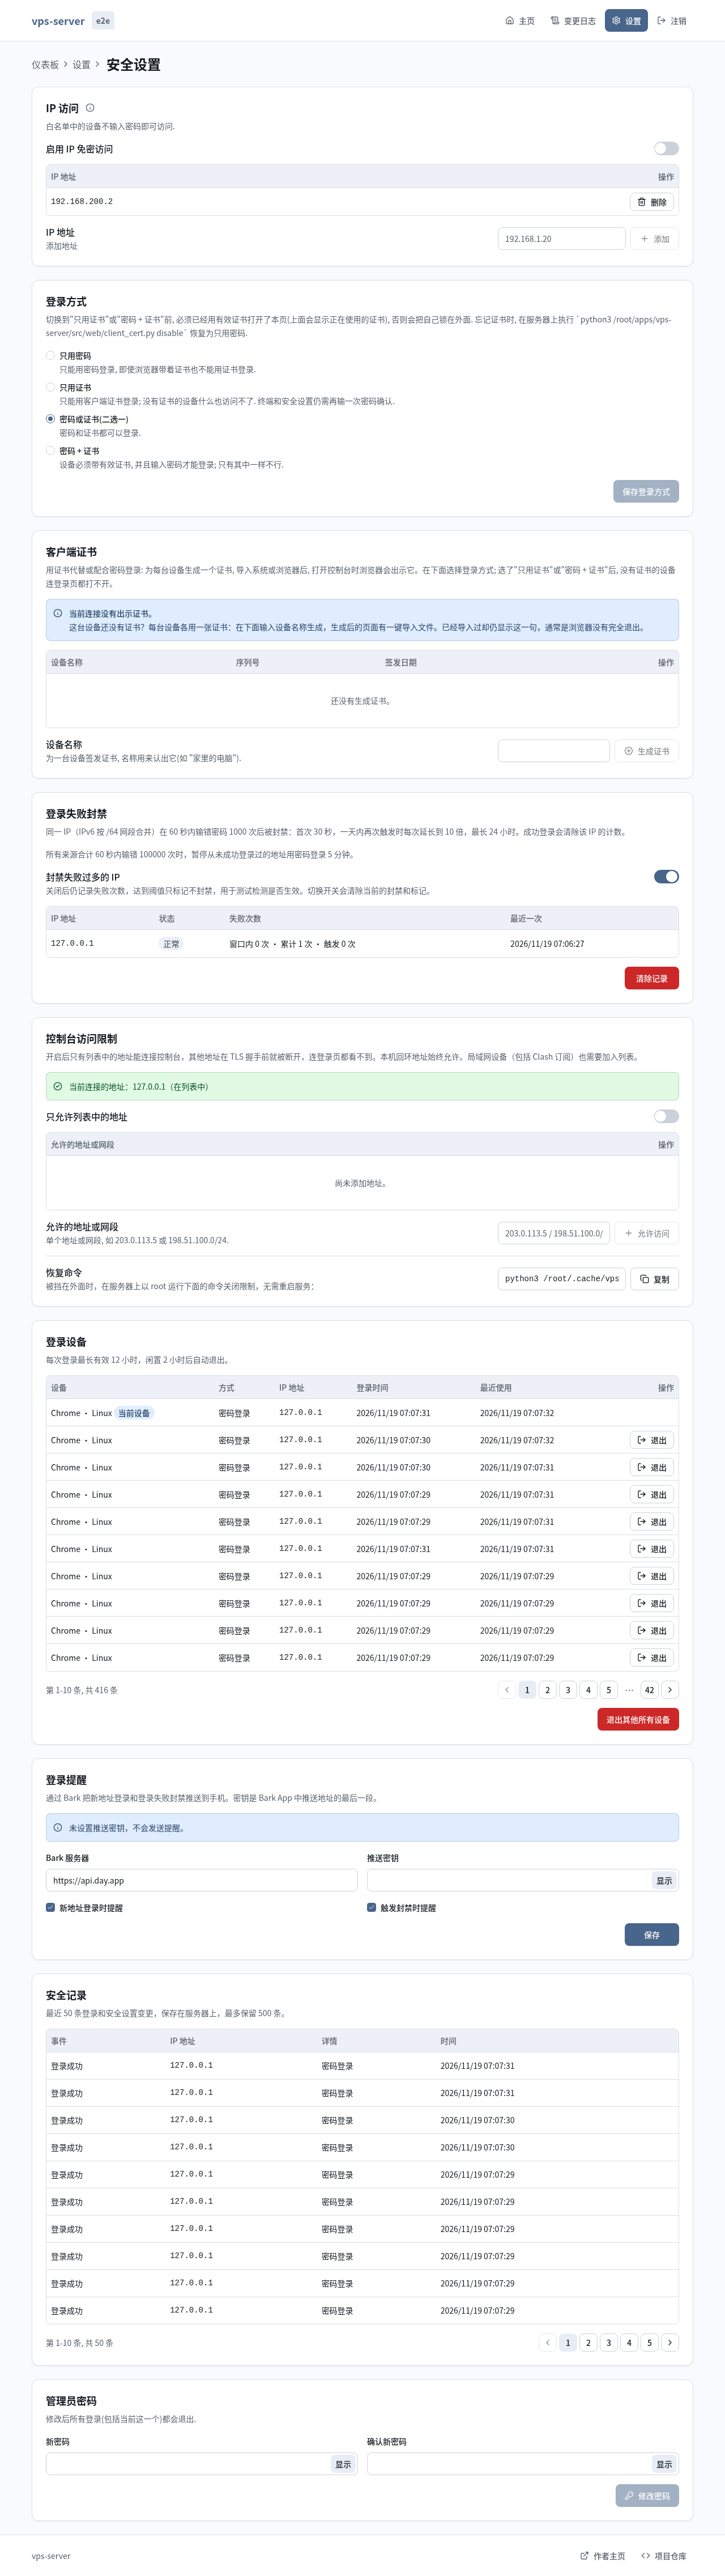 vps-server e2e 主页 变更日志 设置 注销
仪表板 设置 安全设置
IP 访问
白名单中的设备不输入密码即可访问.
启用 IP 免密访问
IP 地址 操作
192.168.200.2 删除
IP 地址
添加地址
192.168.1.20 添加
登录方式
切换到"只用证书"或"密码 + 证书"前, 必须已经用有效证书打开了本页(上面会显示正在使用的证书), 否则会把自己锁在外面. 忘记证书时, 在服务器上执行 `python3 /root/apps/vps-
server/src/web/client_cert.py disable` 恢复为只用密码.
只用密码
只能用密码登录, 即使浏览器带着证书也不能用证书登录.
只用证书
只能用客户端证书登录; 没有证书的设备什么也访问不了. 终端和安全设置仍需再输一次密码确认.
密码或证书(二选一)
密码和证书都可以登录.
密码 + 证书
设备必须带有效证书, 并且输入密码才能登录; 只有其中一样不行.
保存登录方式
客户端证书
用证书代替或配合密码登录: 为每台设备生成一个证书, 导入系统或浏览器后, 打开控制台时浏览器会出示它。在下面选择登录方式; 选了"只用证书"或"密码 + 证书"后, 没有证书的设备
连登录页都打不开。
当前连接没有出示证书。
这台设备还没有证书？每台设备各用一张证书：在下面输入设备名称生成，生成后的页面有一键导入文件。已经导入过却仍显示这一句，通常是浏览器没有完全退出。
设备名称 序列号 签发日期 操作
还没有生成证书。
设备名称
为一台设备签发证书, 名称用来认出它(如 "家里的电脑").
生成证书
登录失败封禁
同一 IP（IPv6 按 /64 网段合并）在 60 秒内输错密码 1000 次后被封禁：首次 30 秒，一天内再次触发时每次延长到 10 倍，最长 24 小时。成功登录会清除该 IP 的计数。
所有来源合计 60 秒内输错 100000 次时，暂停从未成功登录过的地址用密码登录 5 分钟。
封禁失败过多的 IP
关闭后仍记录失败次数，达到阈值只标记不封禁，用于测试检测是否生效。切换开关会清除当前的封禁和标记。
IP 地址 状态 失败次数 最近一次
127.0.0.1 正常 窗口内 0 次 · 累计 1 次 · 触发 0 次 2026/11/19 07:06:27
清除记录
控制台访问限制
开启后只有列表中的地址能连接控制台，其他地址在 TLS 握手前就被断开，连登录页都看不到。本机回环地址始终允许。局域网设备（包括 Clash 订阅）也需要加入列表。
当前连接的地址：127.0.0.1（在列表中）
只允许列表中的地址
允许的地址或网段 操作
尚未添加地址。
允许的地址或网段
单个地址或网段, 如 203.0.113.5 或 198.51.100.0/24.
203.0.113.5 / 198.51.100.0/ 允许访问
恢复命令
被挡在外面时，在服务器上以 root 运行下面的命令关闭限制，无需重启服务：
python3 /root/.cache/vps 复制
登录设备
每次登录最长有效 12 小时，闲置 2 小时后自动退出。
设备 方式 IP 地址 登录时间 最近使用 操作
Chrome · Linux 当前设备 密码登录 127.0.0.1 2026/11/19 07:07:31 2026/11/19 07:07:32
Chrome · Linux 密码登录 127.0.0.1 2026/11/19 07:07:30 2026/11/19 07:07:32 退出
Chrome · Linux 密码登录 127.0.0.1 2026/11/19 07:07:30 2026/11/19 07:07:31 退出
Chrome · Linux 密码登录 127.0.0.1 2026/11/19 07:07:29 2026/11/19 07:07:31 退出
Chrome · Linux 密码登录 127.0.0.1 2026/11/19 07:07:29 2026/11/19 07:07:31 退出
Chrome · Linux 密码登录 127.0.0.1 2026/11/19 07:07:31 2026/11/19 07:07:31 退出
Chrome · Linux 密码登录 127.0.0.1 2026/11/19 07:07:29 2026/11/19 07:07:29 退出
Chrome · Linux 密码登录 127.0.0.1 2026/11/19 07:07:29 2026/11/19 07:07:29 退出
Chrome · Linux 密码登录 127.0.0.1 2026/11/19 07:07:29 2026/11/19 07:07:29 退出
Chrome · Linux 密码登录 127.0.0.1 2026/11/19 07:07:29 2026/11/19 07:07:29 退出
第 1-10 条, 共 416 条 1 2 3 4 5 ··· 42
退出其他所有设备
登录提醒
通过 Bark 把新地址登录和登录失败封禁推送到手机。密钥是 Bark App 中推送地址的最后一段。
未设置推送密钥，不会发送提醒。
Bark 服务器 推送密钥
https://api.day.app 显示
新地址登录时提醒 触发封禁时提醒
保存
安全记录
最近 50 条登录和安全设置变更，保存在服务器上，最多保留 500 条。
事件 IP 地址 详情 时间
登录成功 127.0.0.1 密码登录 2026/11/19 07:07:31
登录成功 127.0.0.1 密码登录 2026/11/19 07:07:31
登录成功 127.0.0.1 密码登录 2026/11/19 07:07:30
登录成功 127.0.0.1 密码登录 2026/11/19 07:07:30
登录成功 127.0.0.1 密码登录 2026/11/19 07:07:29
登录成功 127.0.0.1 密码登录 2026/11/19 07:07:29
登录成功 127.0.0.1 密码登录 2026/11/19 07:07:29
登录成功 127.0.0.1 密码登录 2026/11/19 07:07:29
登录成功 127.0.0.1 密码登录 2026/11/19 07:07:29
登录成功 127.0.0.1 密码登录 2026/11/19 07:07:29
第 1-10 条, 共 50 条 1 2 3 4 5
管理员密码
修改后所有登录(包括当前这一个)都会退出.
新密码 确认新密码
显示 显示
修改密码
vps-server 作者主页 项目仓库